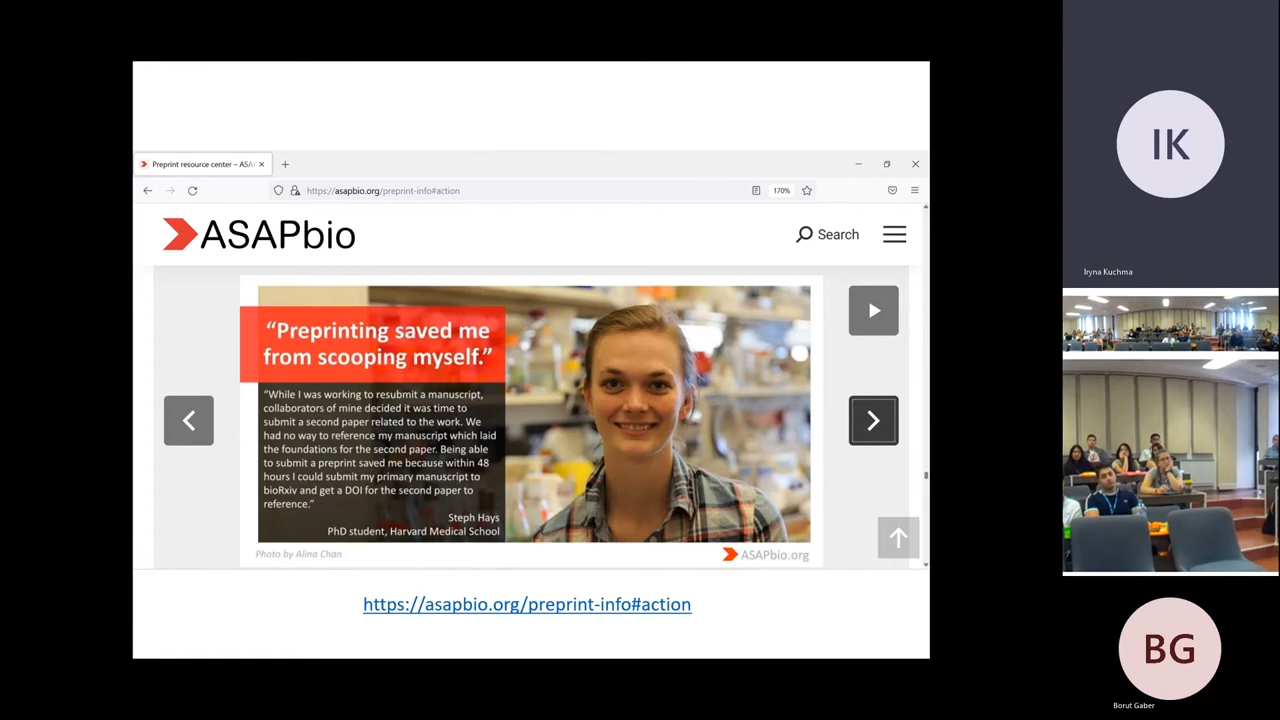 Preprint resource center – ASA
https://asapbio.org/preprint-info#action
170%
ASAPbio
Search
“Preprinting saved me
from scooping myself.”
“While I was working to resubmit a manuscript,
collaborators of mine decided it was time to
submit a second paper related to the work. We
had no way to reference my manuscript which laid
the foundations for the second paper. Being able
to submit a preprint saved me because within 48
hours I could submit my primary manuscript to
bioRxiv and get a DOI for the second paper to
reference.”
Steph Hays
PhD student, Harvard Medical School
Photo by Alina Chan
ASAPbio.org
https://asapbio.org/preprint-info#action
IK
Iryna Kuchma
BG
Borut Gaber